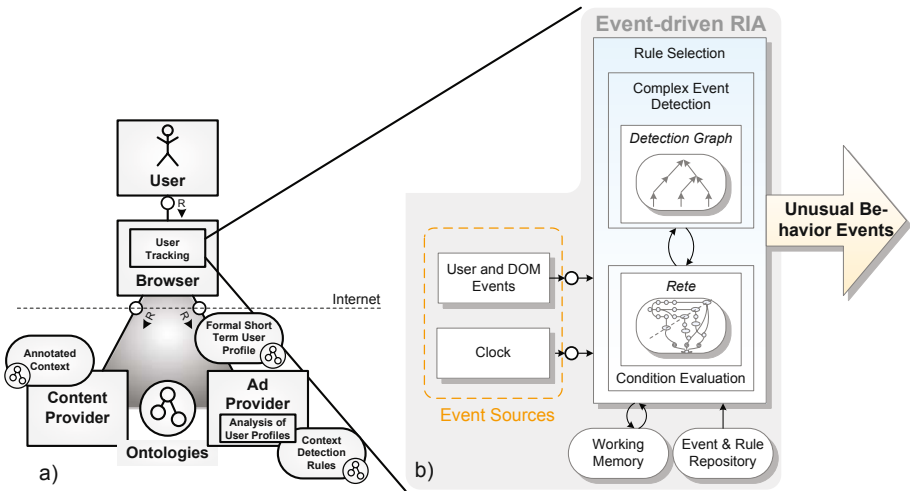 User
R
User
Tracking
Browser
Internet
R
R
Formal Short
Term User
Profile
Annotated
Context
Content
Provider
Ad
Provider
Analysis of
User Profiles
Ontologies
Context
Detection
Rules
a)
Event-driven RIA
Rule Selection
Complex Event
Detection
Detection Graph
Unusual Be-
havior Events
User and DOM
Events
Clock
Event Sources
Rete
Condition Evaluation
Working
Memory
Event & Rule
Repository
b)